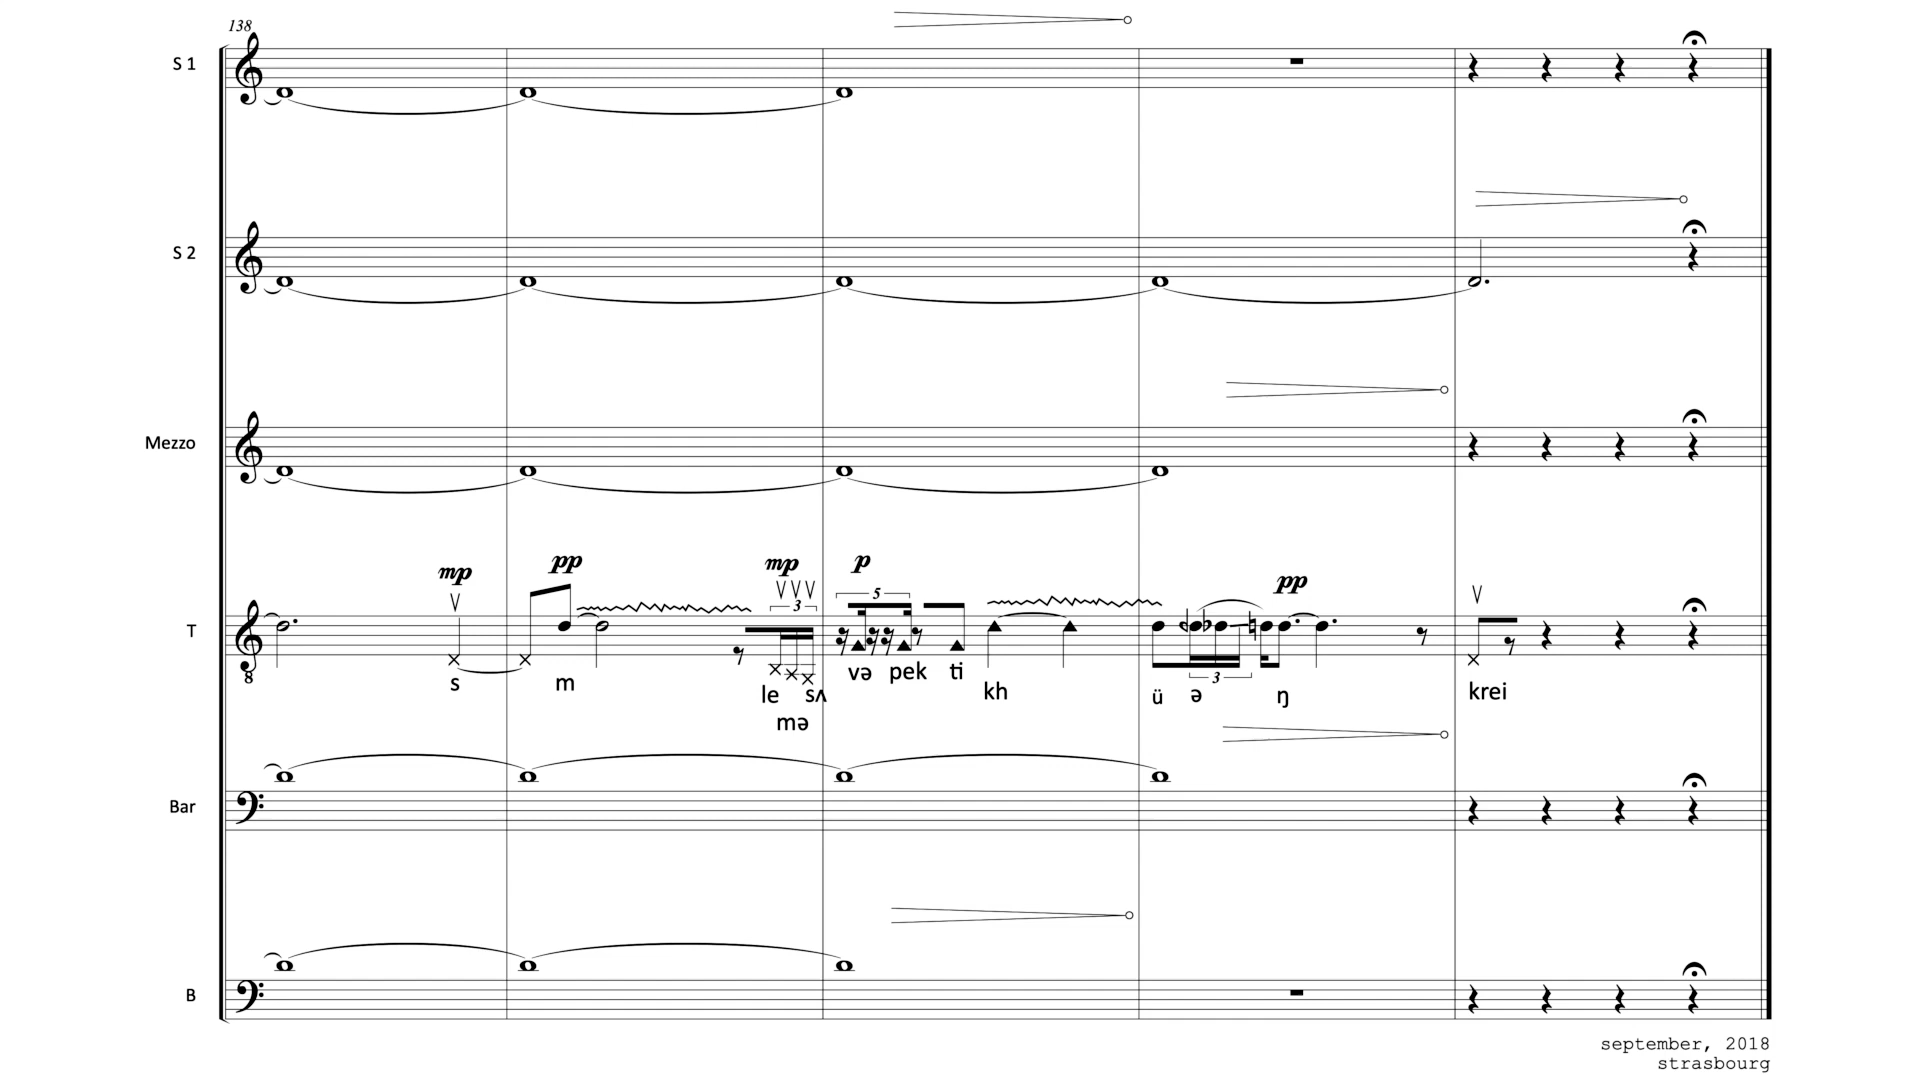 138
S 1
S 2
Mezzo
mp pp mp p pp
3 5
T
8
3
s m le sʌ və pek ti kh ü ə ŋ krei
mə
Bar
B
september, 2018
strasbourg